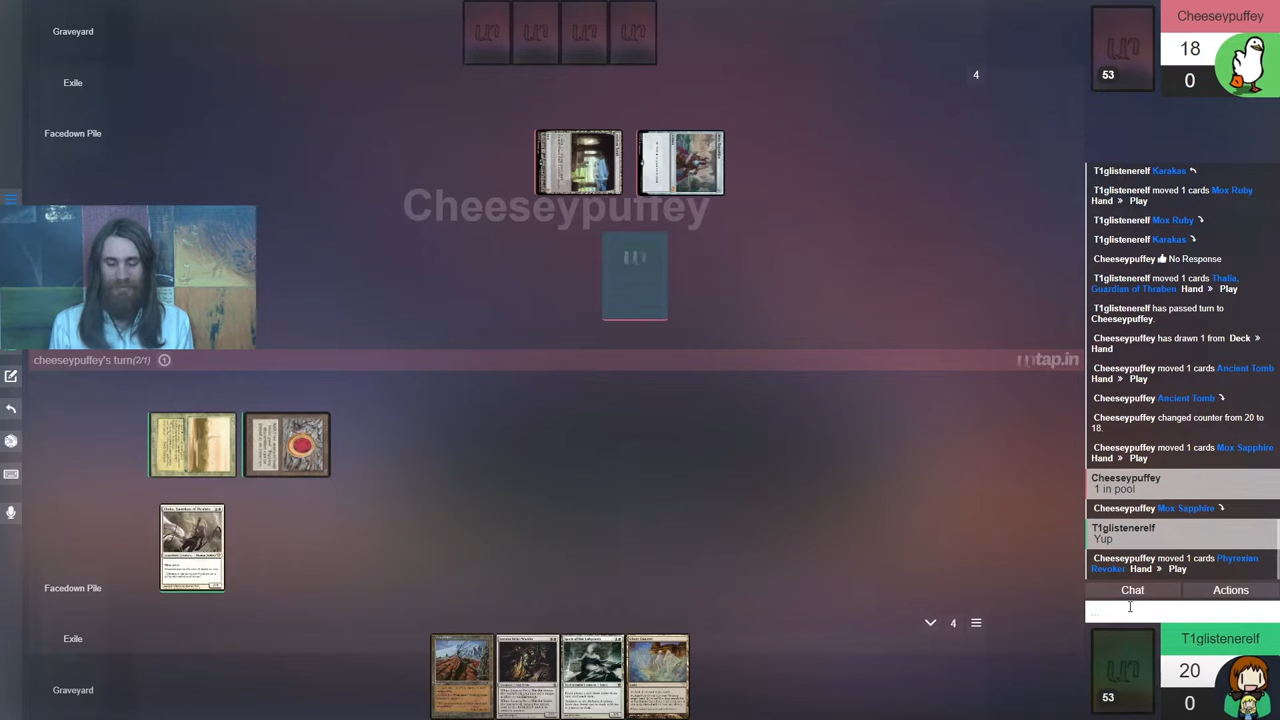 Graveyard
Exile
Facedown Pile
4
53
Cheeseypuffey
18
0
Cheeseypuffey
T1glistenerelf Karakas
T1glistenerelf moved 1 cards Mox Ruby
Hand » Play
T1glistenerelf Mox Ruby
T1glistenerelf Karakas
Cheeseypuffey No Response
T1glistenerelf moved 1 cards Thalia,
Guardian of Thraben Hand » Play
T1glistenerelf has passed turn to
Cheeseypuffey.
Cheeseypuffey has drawn 1 from Deck »
Hand
Cheeseypuffey moved 1 cards Ancient Tomb
Hand » Play
Cheeseypuffey Ancient Tomb
Cheeseypuffey changed counter from 20 to
18.
Cheeseypuffey moved 1 cards Mox Sapphire
Hand » Play
Cheeseypuffey
1 in pool
Cheeseypuffey Mox Sapphire
T1glistenerelf
Yup
Cheeseypuffey moved 1 cards Phyrexian
Revoker Hand » Play
Chat
Actions
...
cheeseypuffey's turn(2/1) 1
untap.in
Facedown Pile
Exile
Graveyard
4
T1glistenerelf
20
0